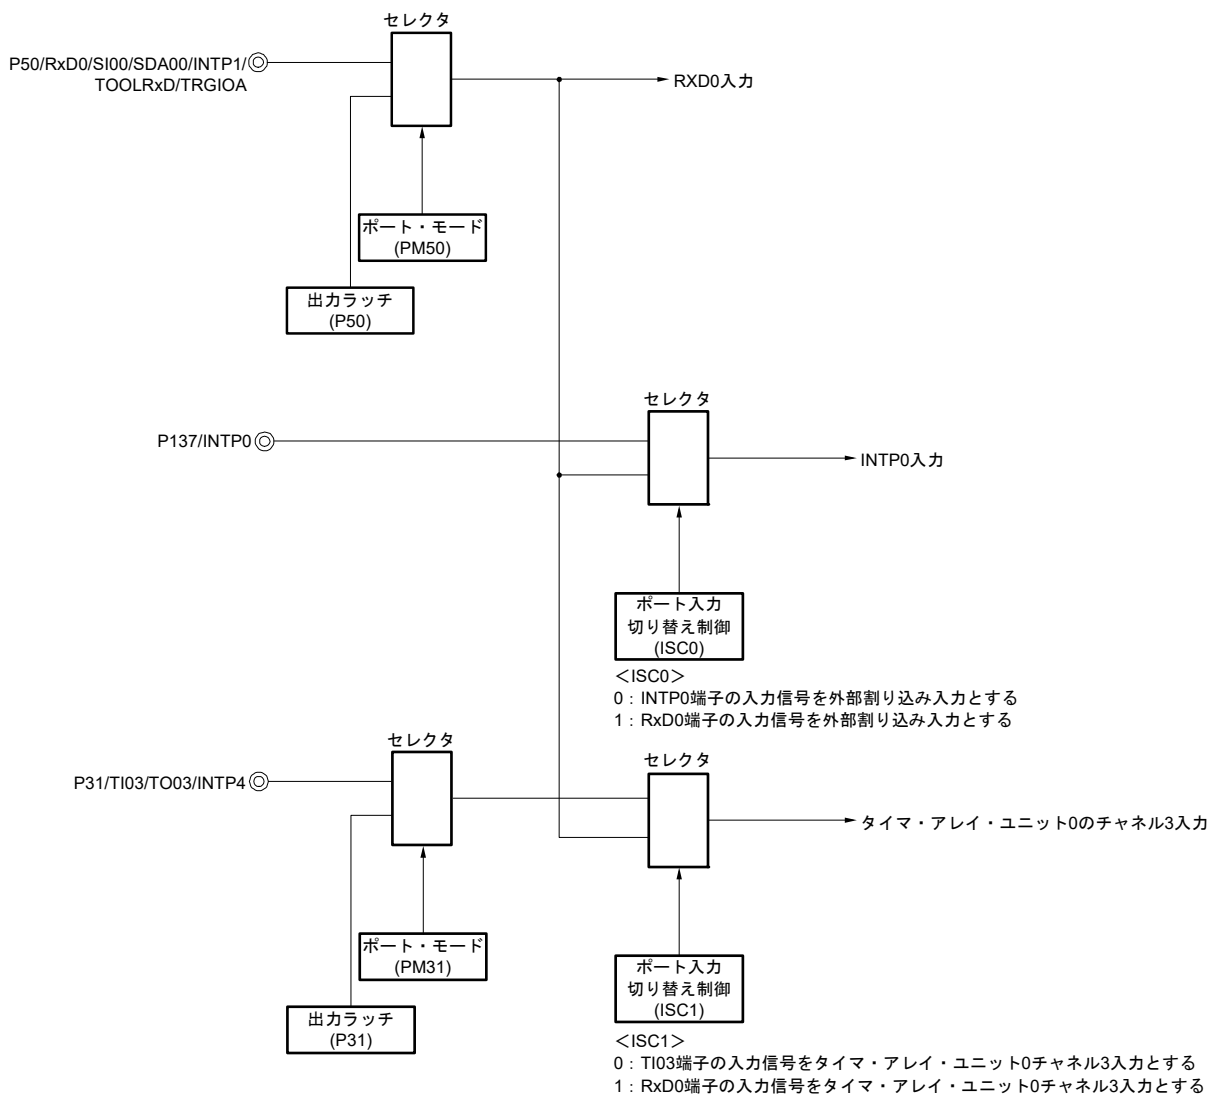 セレクタ
P50/RxD0/SI00/SDA00/INTP1/
TOOLRxD/TRGIOA
RXD0入力
ポート・モード
(PM50)
出力ラッチ
(P50)
セレクタ
P137/INTP0
INTP0入力
ポート入力
切り替え制御
(ISC0)
<ISC0>
0：INTP0端子の入力信号を外部割り込み入力とする
1：RxD0端子の入力信号を外部割り込み入力とする
セレクタ
セレクタ
P31/TI03/TO03/INTP4
タイマ・アレイ・ユニット0のチャネル3入力
ポート・モード
(PM31)
ポート入力
切り替え制御
(ISC1)
出力ラッチ
(P31)
<ISC1>
0：TI03端子の入力信号をタイマ・アレイ・ユニット0チャネル3入力とする
1：RxD0端子の入力信号をタイマ・アレイ・ユニット0チャネル3入力とする